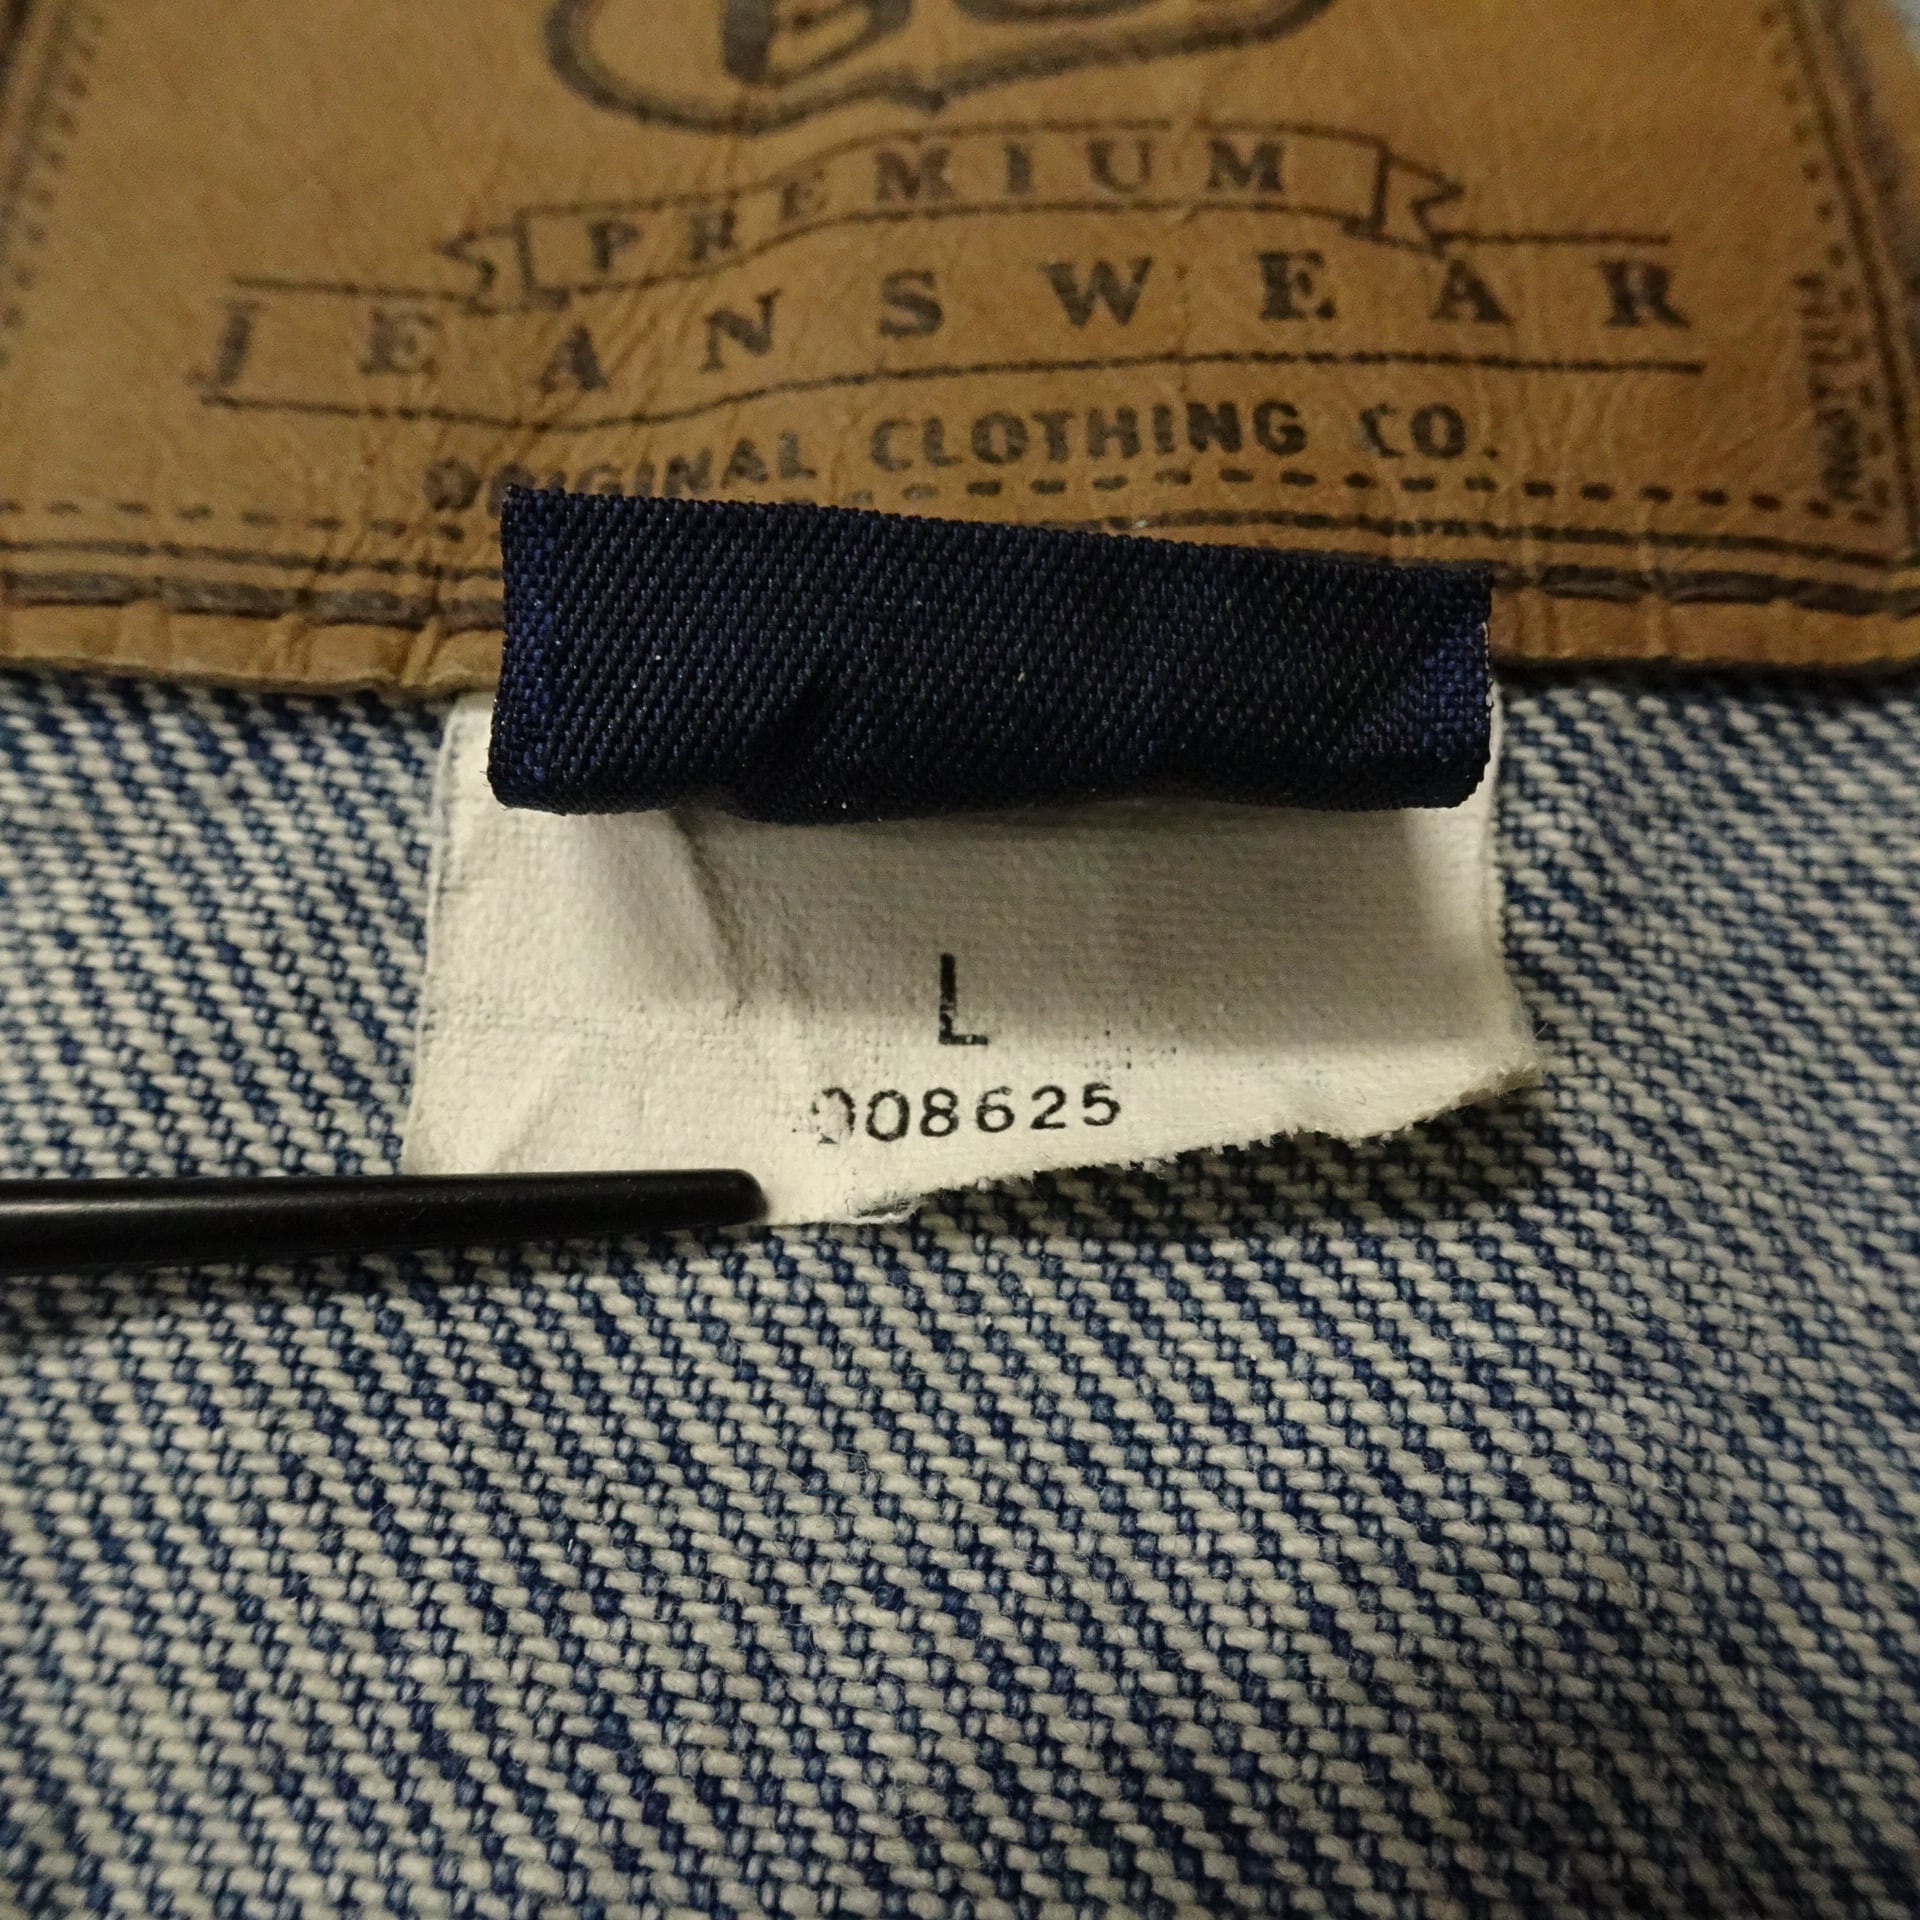 PREMIUM
JEANSWEAR
ORIGINAL CLOTHING CO.
L
008625